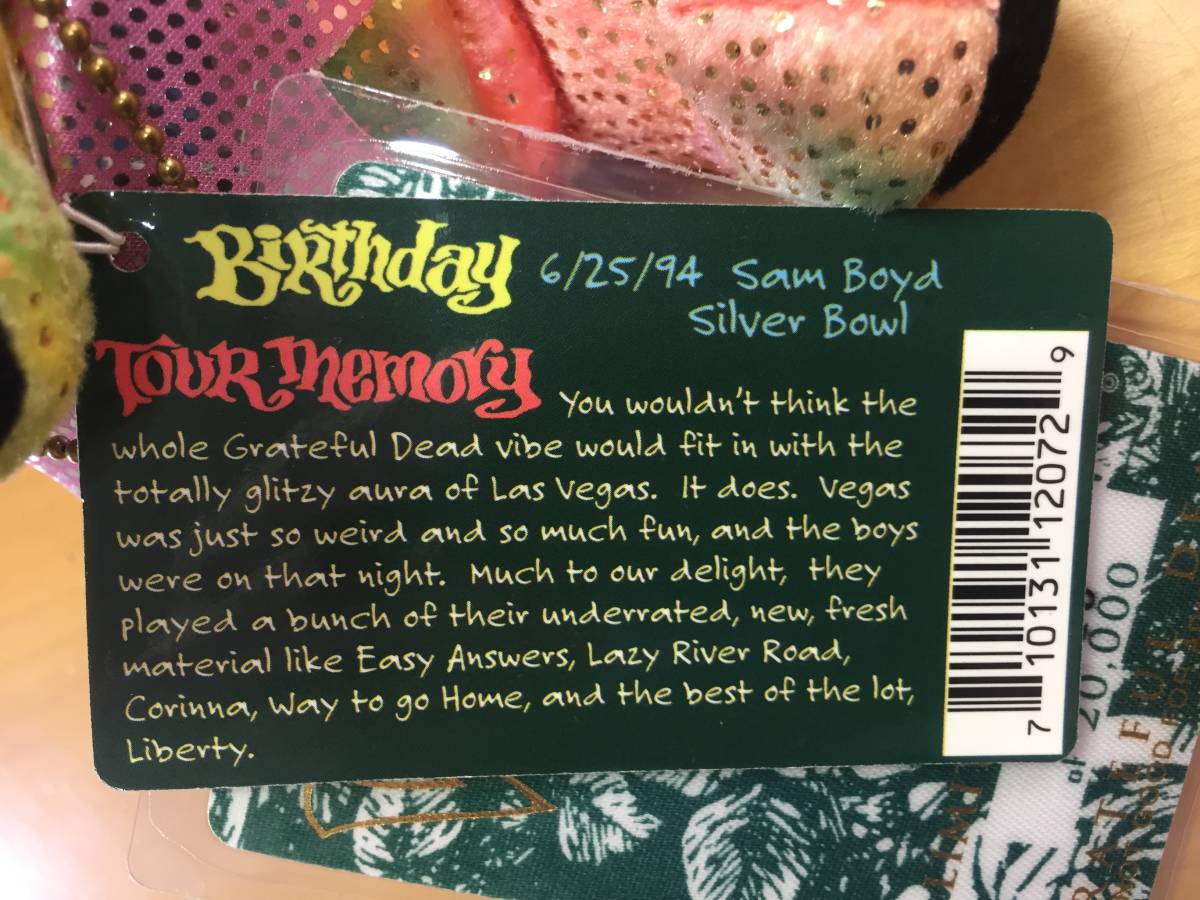 Birthday 6/25/94 Sam Boyd
Silver Bowl
Tour Memory You wouldn't think the
whole Grateful Dead vibe would fit in with the
totally glitzy aura of Las Vegas. It does. Vegas
was just so weird and so much fun, and the boys
were on that night. Much to our delight, they
played a bunch of their underrated, new, fresh
material like Easy Answers, Lazy River Road,
Corinna, Way to go Home, and the best of the lot,
Liberty.
7 10131 12072 9
of 20,000
LIMIT